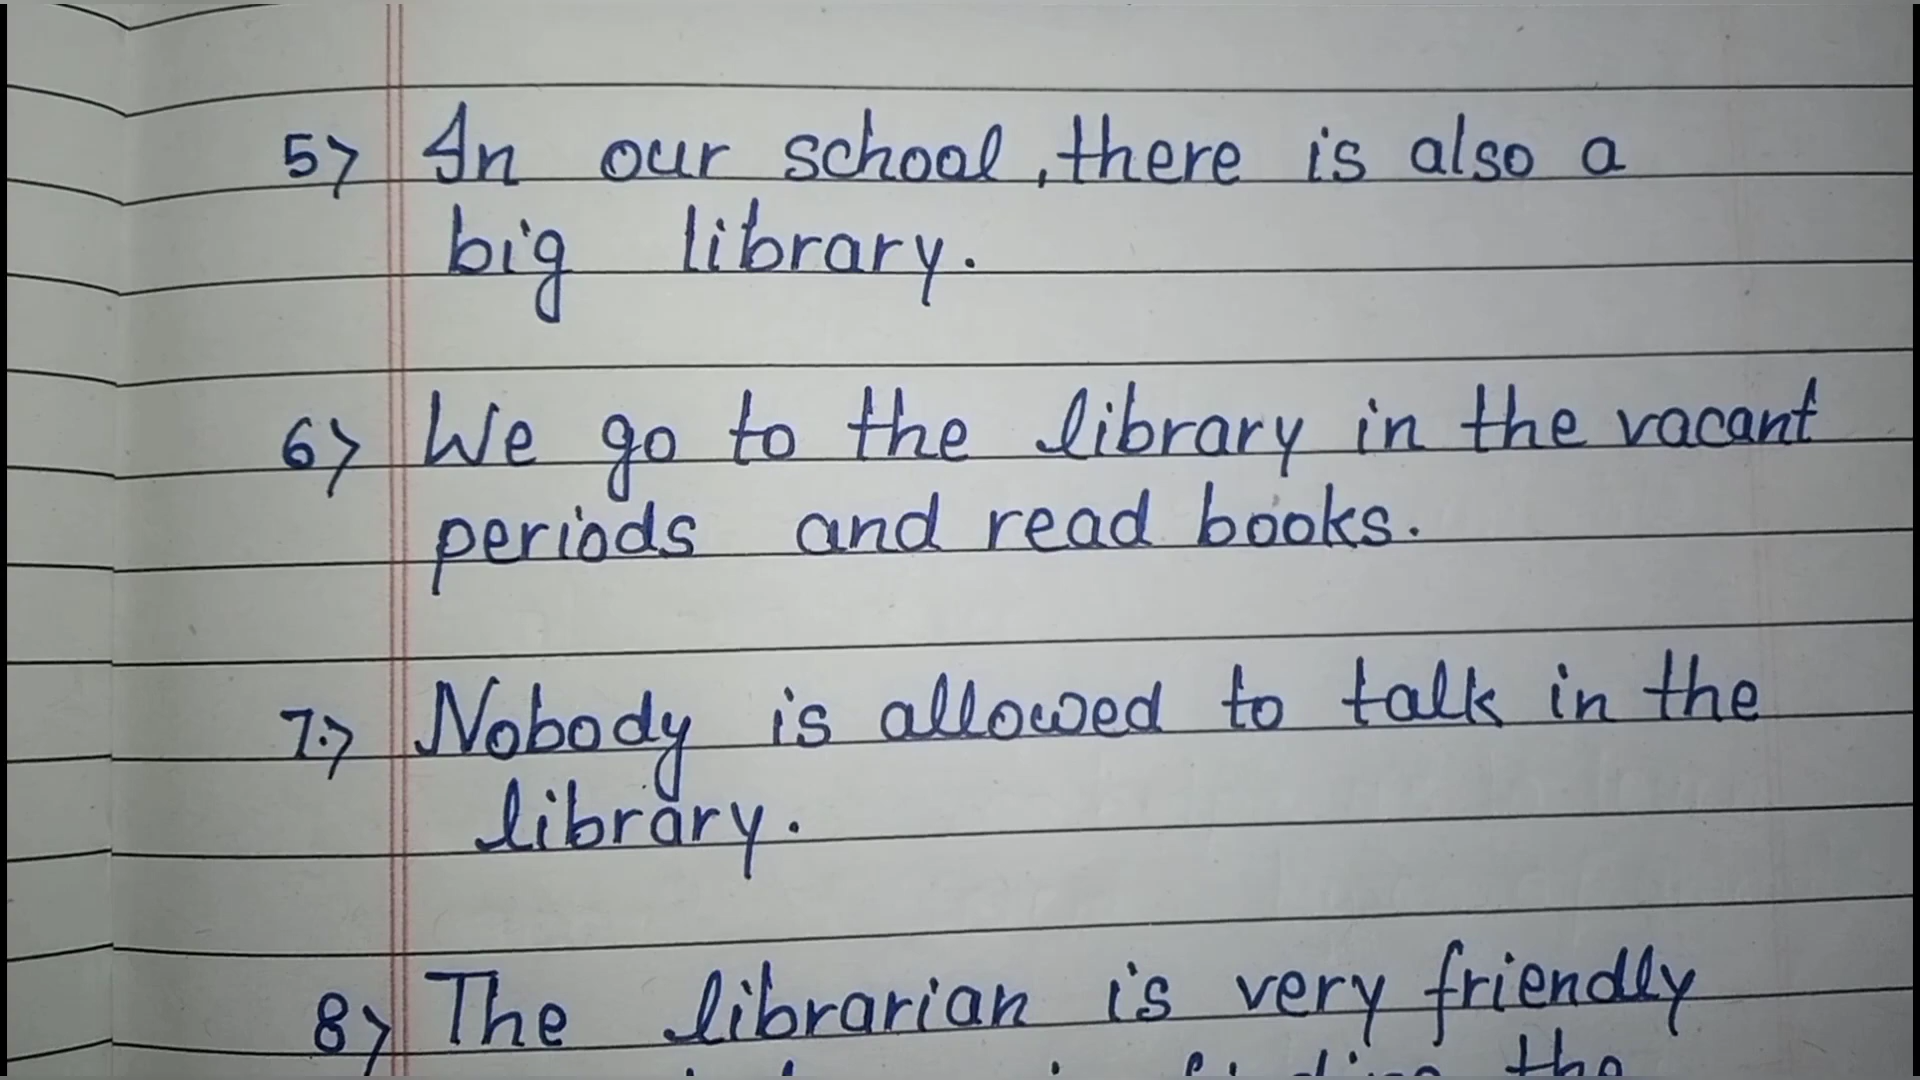 5> In our school, there is also a
big library.
6> We go to the library in the vacant
periods and read books.
7.> Nobody is allowed to talk in the
library.
8> The librarian is very friendly
the